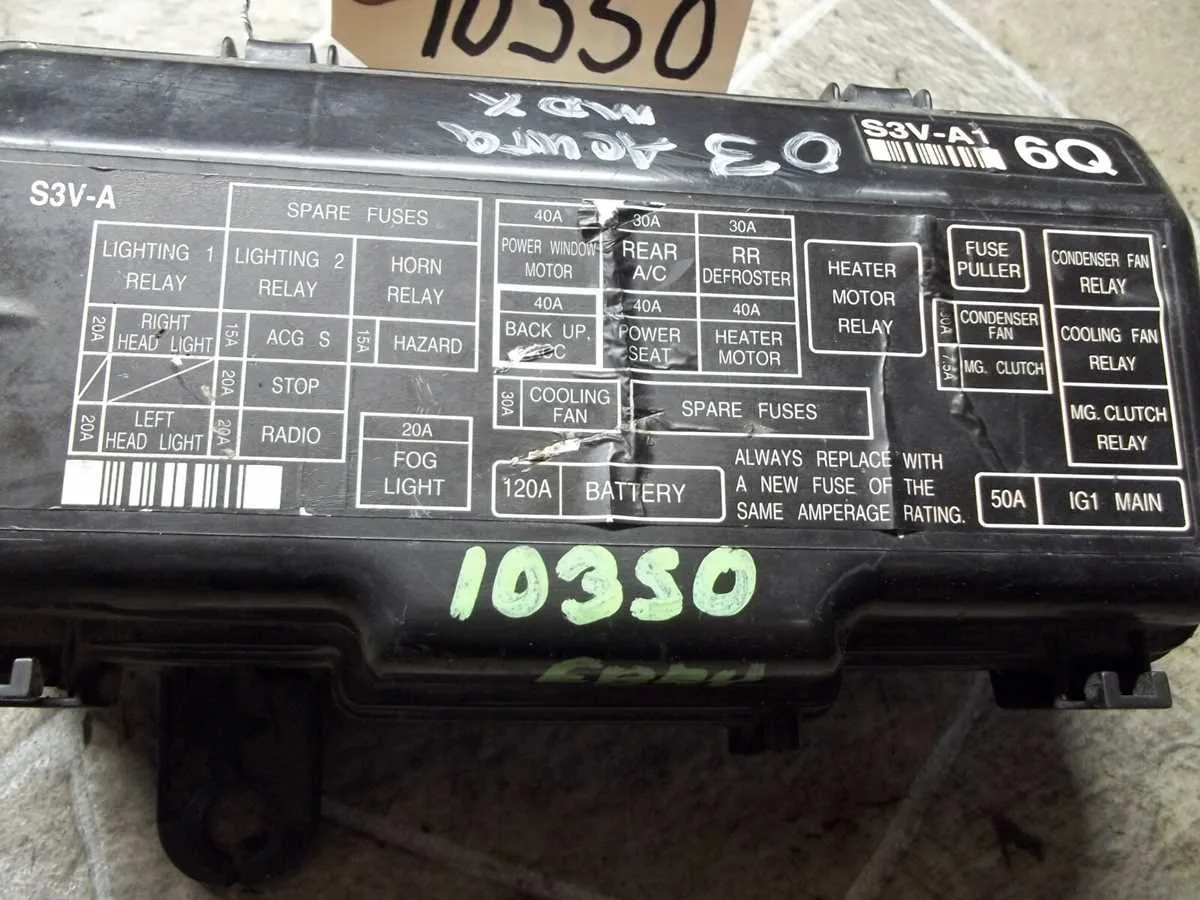 10350
MDX
03 Acura
S3V-A1
6Q
S3V-A
SPARE FUSES
LIGHTING 1
RELAY
LIGHTING 2
RELAY
HORN
RELAY
20A
RIGHT
HEAD LIGHT
15A
ACG S
15A
HAZARD
20A
STOP
20A
LEFT
HEAD LIGHT
20A
RADIO
20A
FOG
LIGHT
40A
POWER WINDOW
MOTOR
30A
REAR
A/C
30A
RR
DEFROSTER
40A
BACK UP,
40A
POWER
SEAT
40A
HEATER
MOTOR
30A
COOLING
FAN
SPARE FUSES
120A
BATTERY
HEATER
MOTOR
RELAY
FUSE
PULLER
30A
CONDENSER
FAN
7.5A
MG. CLUTCH
CONDENSER FAN
RELAY
COOLING FAN
RELAY
MG. CLUTCH
RELAY
ALWAYS REPLACE WITH
A NEW FUSE OF THE
SAME AMPERAGE RATING.
50A
IG1 MAIN
10350